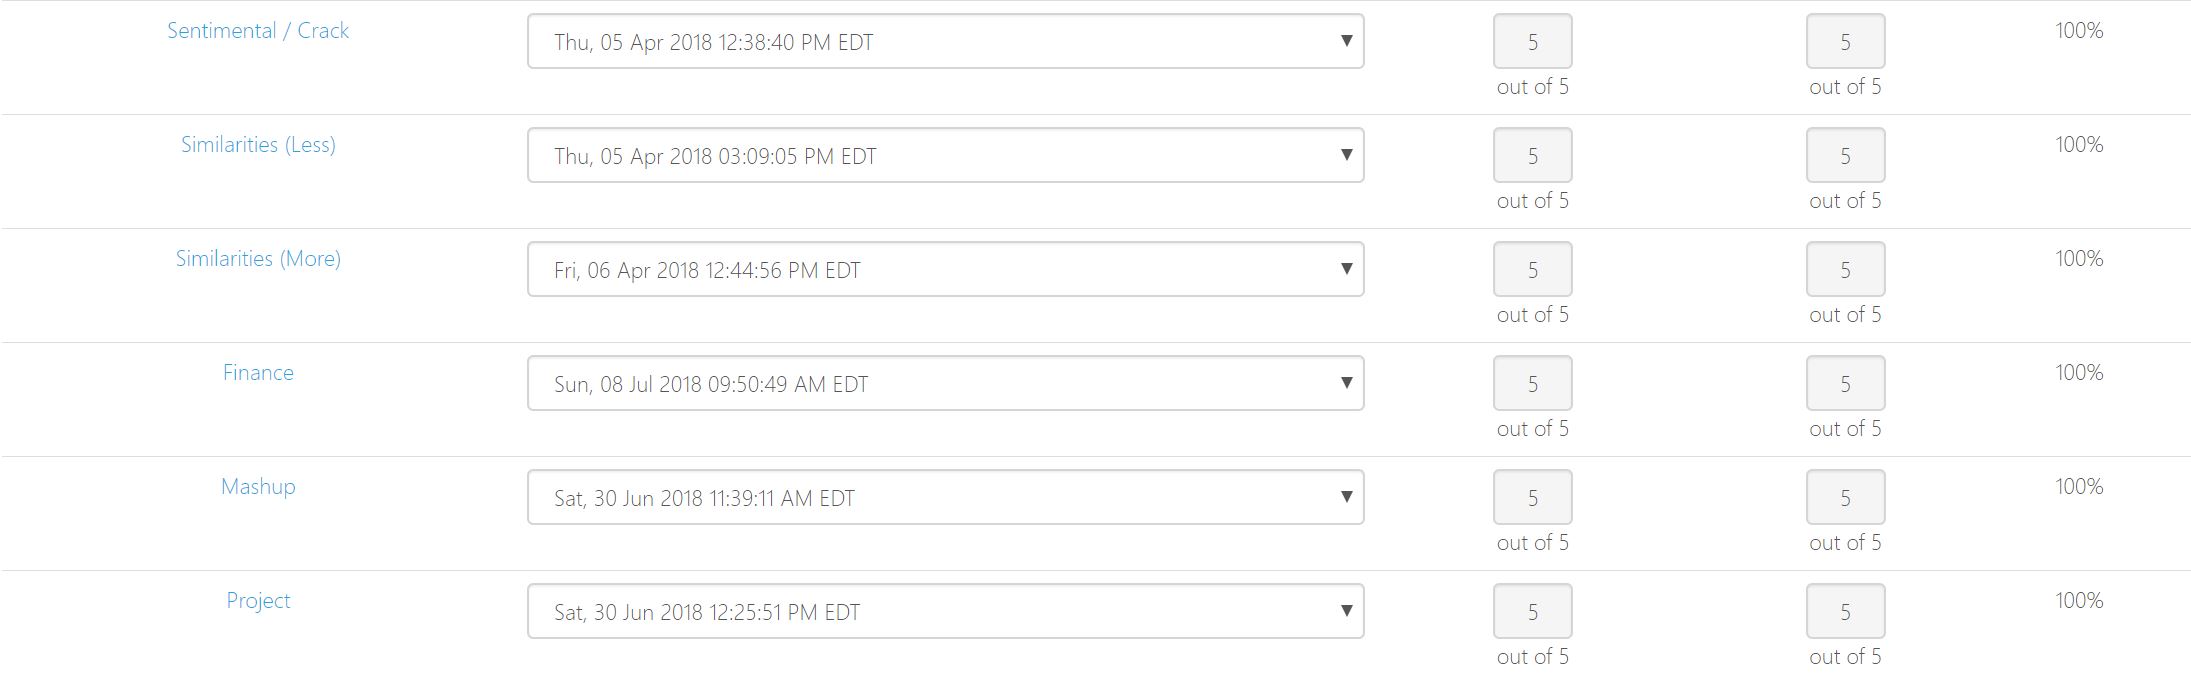 Sentimental / Crack Thu, 05 Apr 2018 12:38:40 PM EDT 5 5 100%
out of 5 out of 5
Similarities (Less) Thu, 05 Apr 2018 03:09:05 PM EDT 5 5 100%
out of 5 out of 5
Similarities (More) Fri, 06 Apr 2018 12:44:56 PM EDT 5 5 100%
out of 5 out of 5
Finance Sun, 08 Jul 2018 09:50:49 AM EDT 5 5 100%
out of 5 out of 5
Mashup Sat, 30 Jun 2018 11:39:11 AM EDT 5 5 100%
out of 5 out of 5
Project Sat, 30 Jun 2018 12:25:51 PM EDT 5 5 100%
out of 5 out of 5